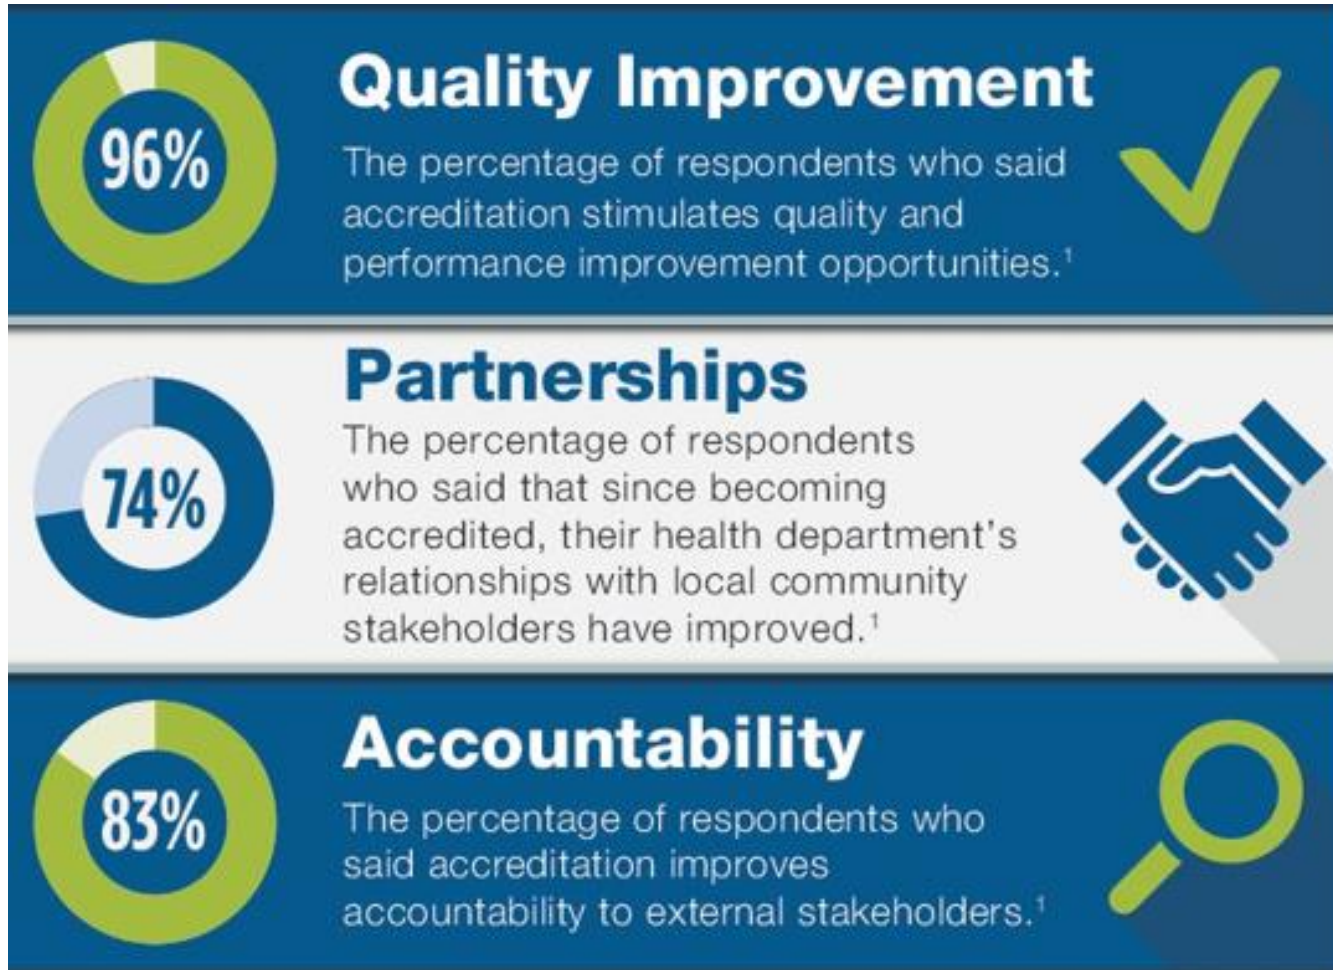 96%
Quality Improvement
The percentage of respondents who said
accreditation stimulates quality and
performance improvement opportunities.¹
74%
Partnerships
The percentage of respondents
who said that since becoming
accredited, their health department's
relationships with local community
stakeholders have improved.¹
83%
Accountability
The percentage of respondents who
said accreditation improves
accountability to external stakeholders.¹